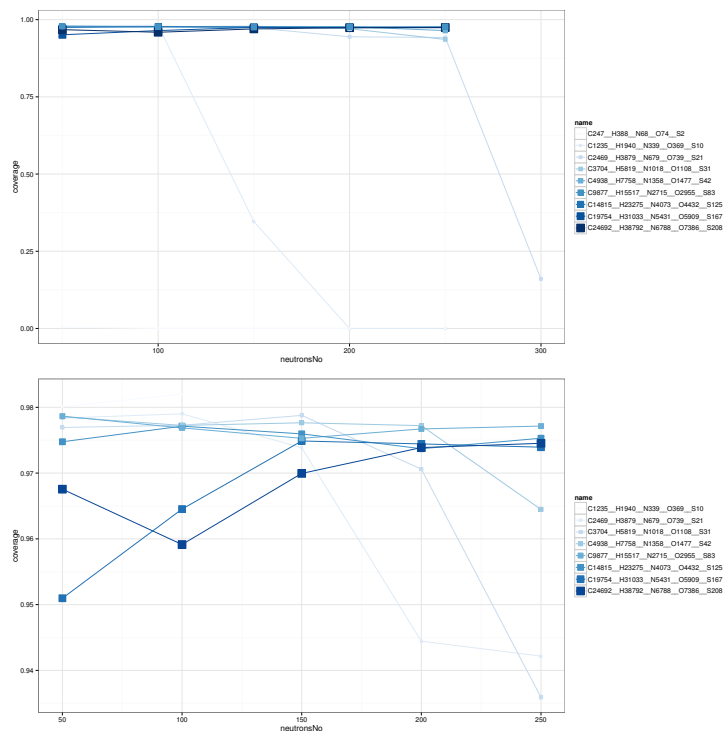 1.00
0.75
0.50
0.25
0.00
coverage
100
200
300
neutronsNo
name
C247__H388__N68__O74__S2
C1235__H1940__N339__O369__S10
C2469__H3879__N679__O739__S21
C3704__H5819__N1018__O1108__S31
C4938__H7758__N1358__O1477__S42
C9877__H15517__N2715__O2955__S83
C14815__H23275__N4073__O4432__S125
C19754__H31033__N5431__O5909__S167
C24692__H38792__N6788__O7386__S208
0.98
0.97
0.96
0.95
0.94
coverage
50
100
150
200
250
neutronsNo
name
C1235__H1940__N339__O369__S10
C2469__H3879__N679__O739__S21
C3704__H5819__N1018__O1108__S31
C4938__H7758__N1358__O1477__S42
C9877__H15517__N2715__O2955__S83
C14815__H23275__N4073__O4432__S125
C19754__H31033__N5431__O5909__S167
C24692__H38792__N6788__O7386__S208